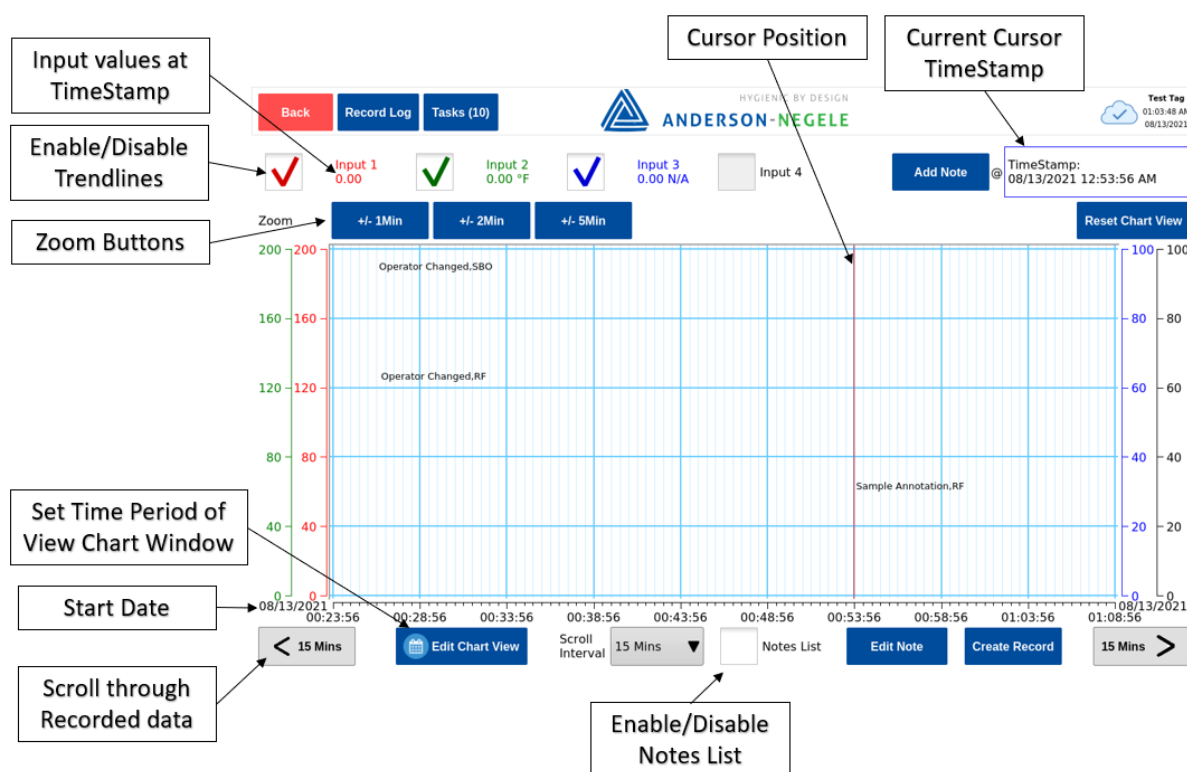 Cursor Position
Current Cursor
TimeStamp
Input values at
TimeStamp
Enable/Disable
Trendlines
Zoom Buttons
Set Time Period of
View Chart Window
Start Date
Scroll through
Recorded data
Enable/Disable
Notes List
Back
Record Log
Tasks (10)
HYGIENIC BY DESIGN
ANDERSON-NEGELE
Test Tag
01:03:48 AM
08/13/2021
Input 1
0.00
Input 2
0.00 °F
Input 3
0.00 N/A
Input 4
Add Note
@
TimeStamp:
08/13/2021 12:53:56 AM
Zoom
+/- 1Min
+/- 2Min
+/- 5Min
Reset Chart View
200 200 100 100
Operator Changed,SBO
160 160 80 80
Operator Changed,RF
120 120 60 60
80 80 40 40
Sample Annotation,RF
40 40 20 20
0 0 0 0
08/13/2021 08/13/2021
00:23:56 00:28:56 00:33:56 00:38:56 00:43:56 00:48:56 00:53:56 00:58:56 01:03:56 01:08:56
< 15 Mins
Edit Chart View
Scroll
Interval
15 Mins
Notes List
Edit Note
Create Record
15 Mins >